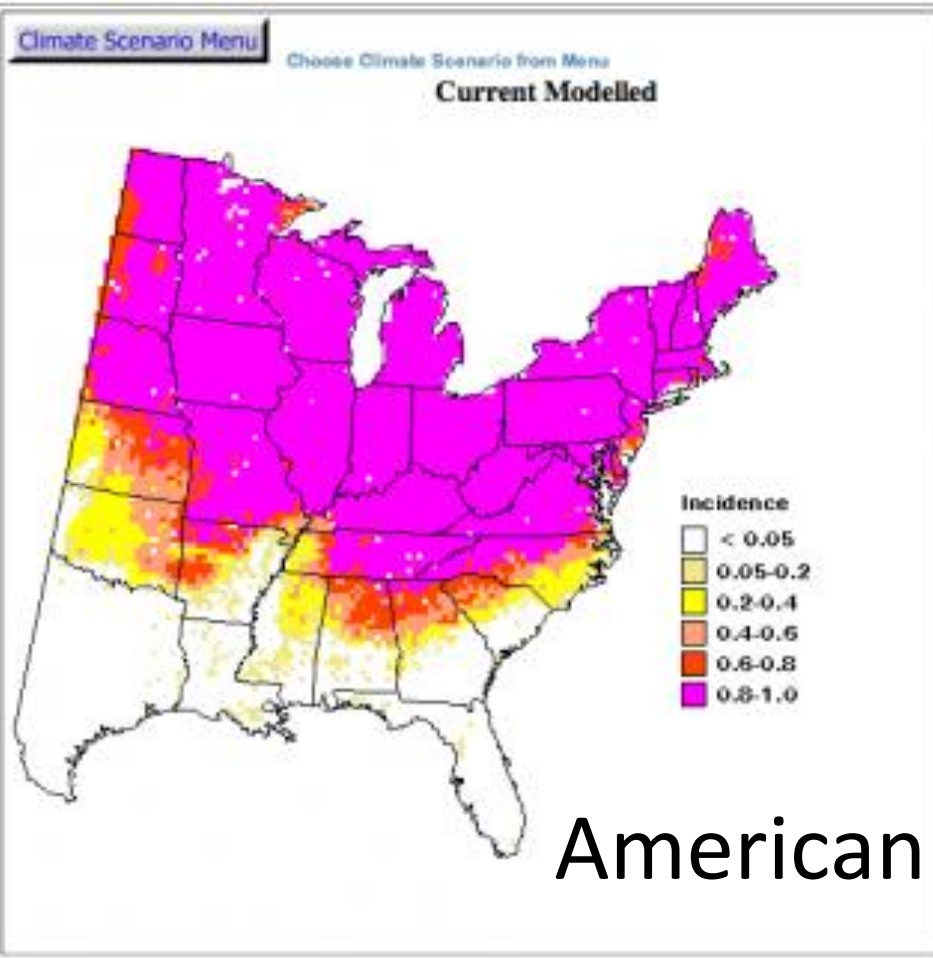 Climate Scenario Menu
Choose Climate Scenario from Menu
Current Modelled
Incidence
< 0.05
0.05-0.2
0.2-0.4
0.4-0.6
0.6-0.8
0.8-1.0
American